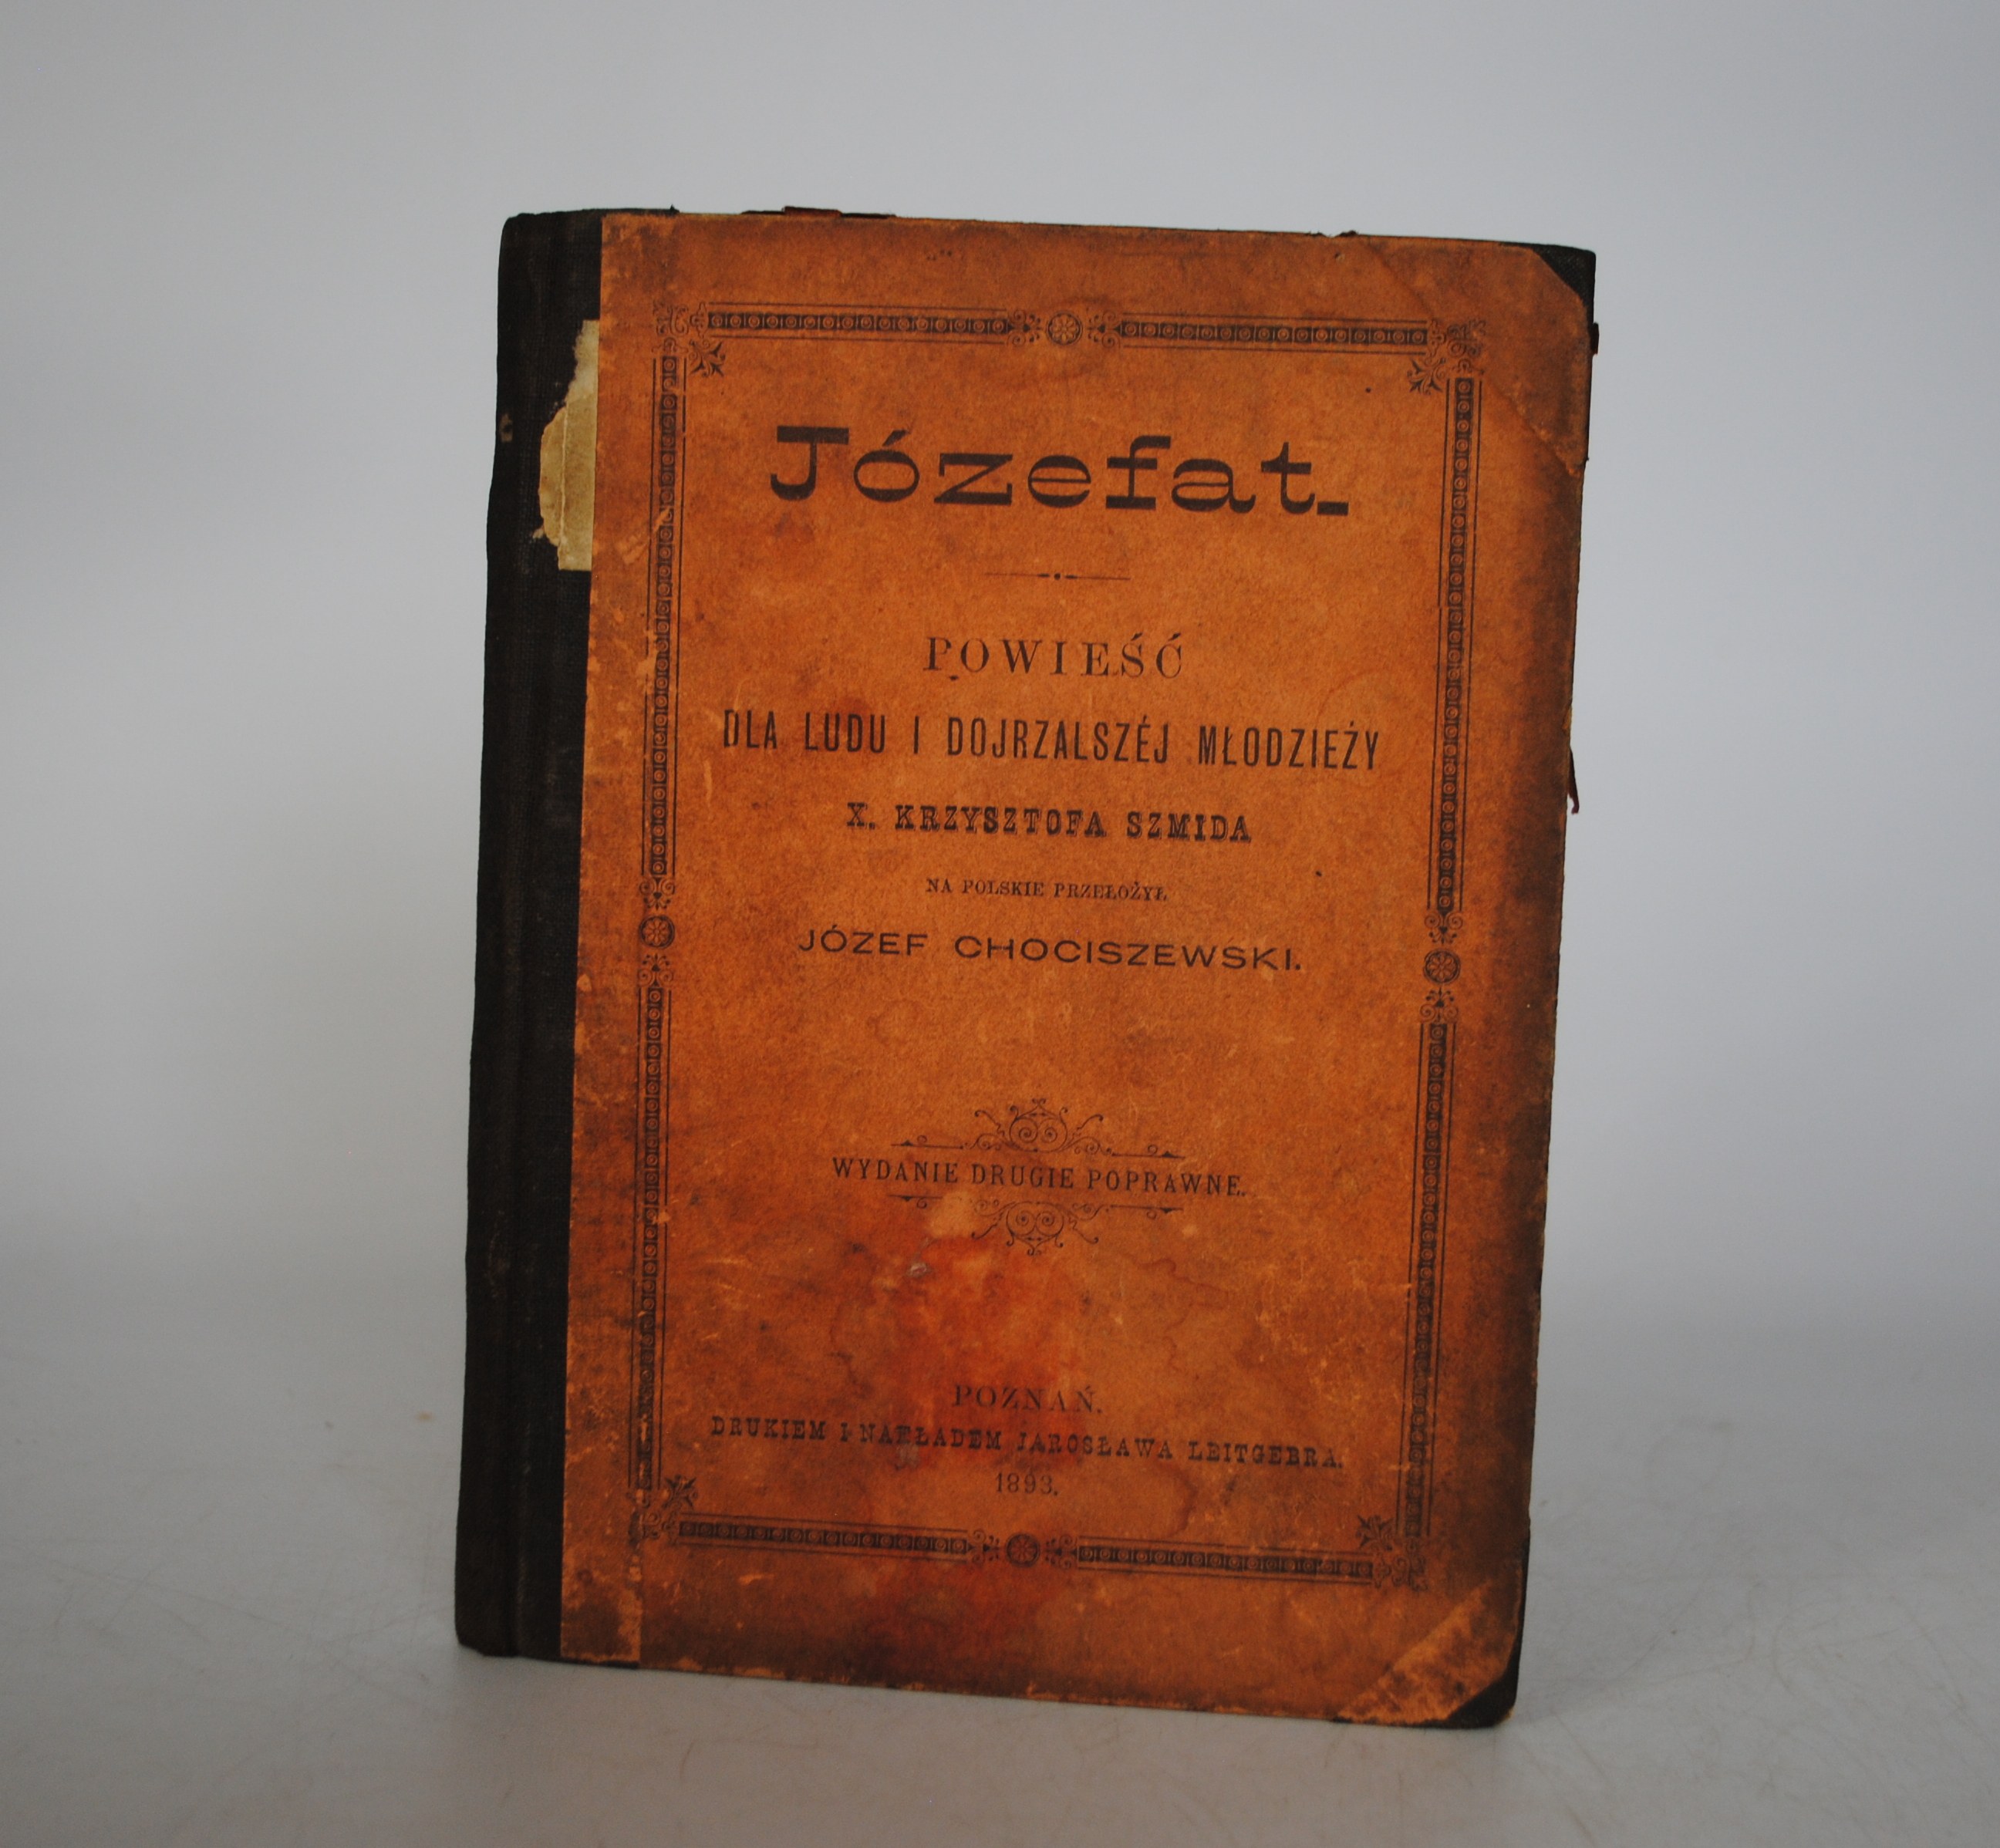 Józefat.
POWIEŚĆ
DLA LUDU I DOJRZALSZÉJ MŁODZIEŻY
X. KRZYSZTOFA SZMIDA
NA POLSKIE PRZEŁOŻYŁ
JÓZEF CHOCISZEWSKI.
WYDANIE DRUGIE POPRAWNE.
POZNAŃ.
DRUKIEM I NAKŁADEM JAROSŁAWA LEITGEBRA.
1893.